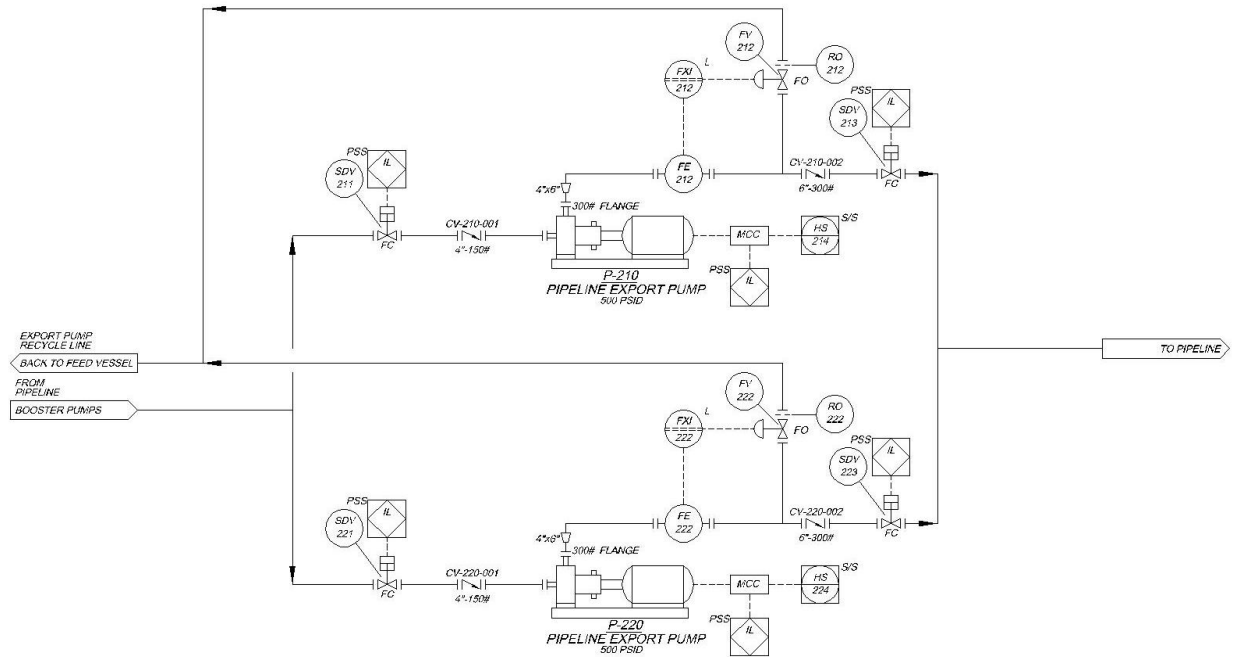 FV
212
RO
212
FXI
212
L
FO
PSS
IL
SDV
213
FE
212
CV-210-002
6"-300#
FC
PSS
IL
SDV
211
FC
CV-210-001
4"-150#
4"x6"
300# FLANGE
MCC
HS
214
S/S
PSS
IL
P-210
PIPELINE EXPORT PUMP
500 PSID
EXPORT PUMP
RECYCLE LINE
BACK TO FEED VESSEL
FROM
PIPELINE
BOOSTER PUMPS
TO PIPELINE
FV
222
RO
222
FXI
222
L
FO
PSS
IL
SDV
223
FE
222
CV-220-002
6"-300#
FC
PSS
IL
SDV
221
FC
CV-220-001
4"-150#
4"x6"
300# FLANGE
MCC
HS
224
S/S
PSS
IL
P-220
PIPELINE EXPORT PUMP
500 PSID